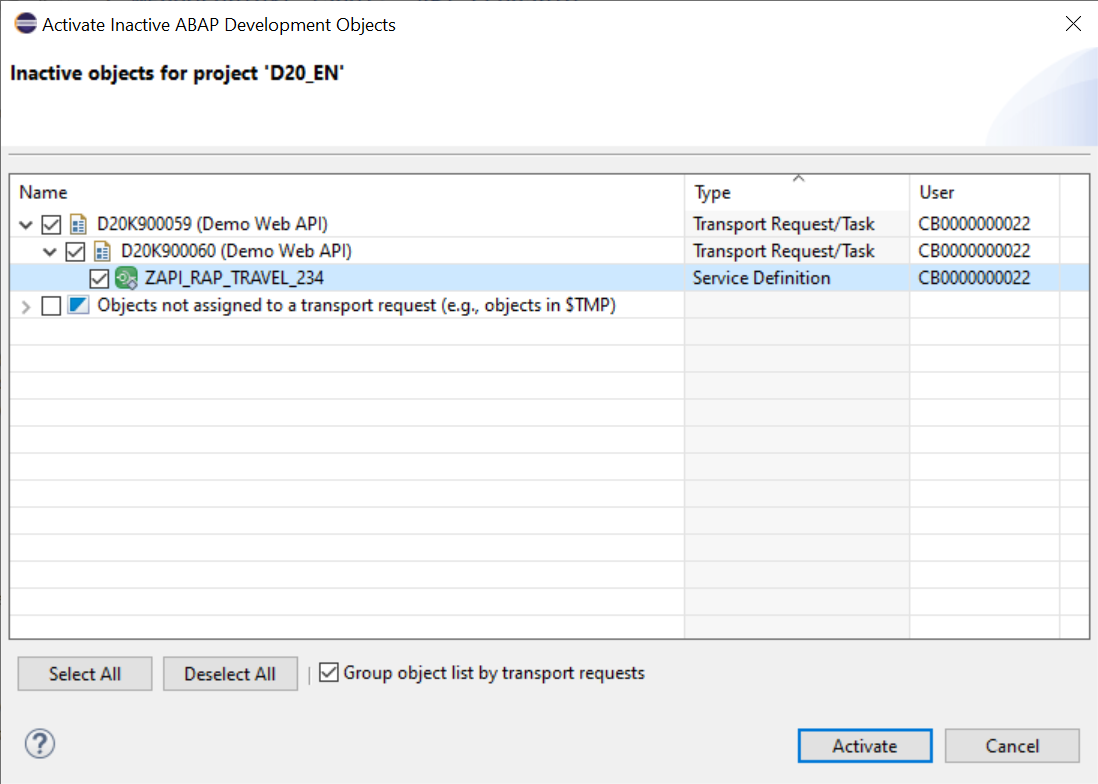 Activate Inactive ABAP Development Objects
Inactive objects for project 'D20_EN'
Name Type User
D20K900059 (Demo Web API) Transport Request/Task CB0000000022
D20K900060 (Demo Web API) Transport Request/Task CB0000000022
ZAPI_RAP_TRAVEL_234 Service Definition CB0000000022
Objects not assigned to a transport request (e.g., objects in $TMP)
Select All Deselect All | Group object list by transport requests
? Activate Cancel